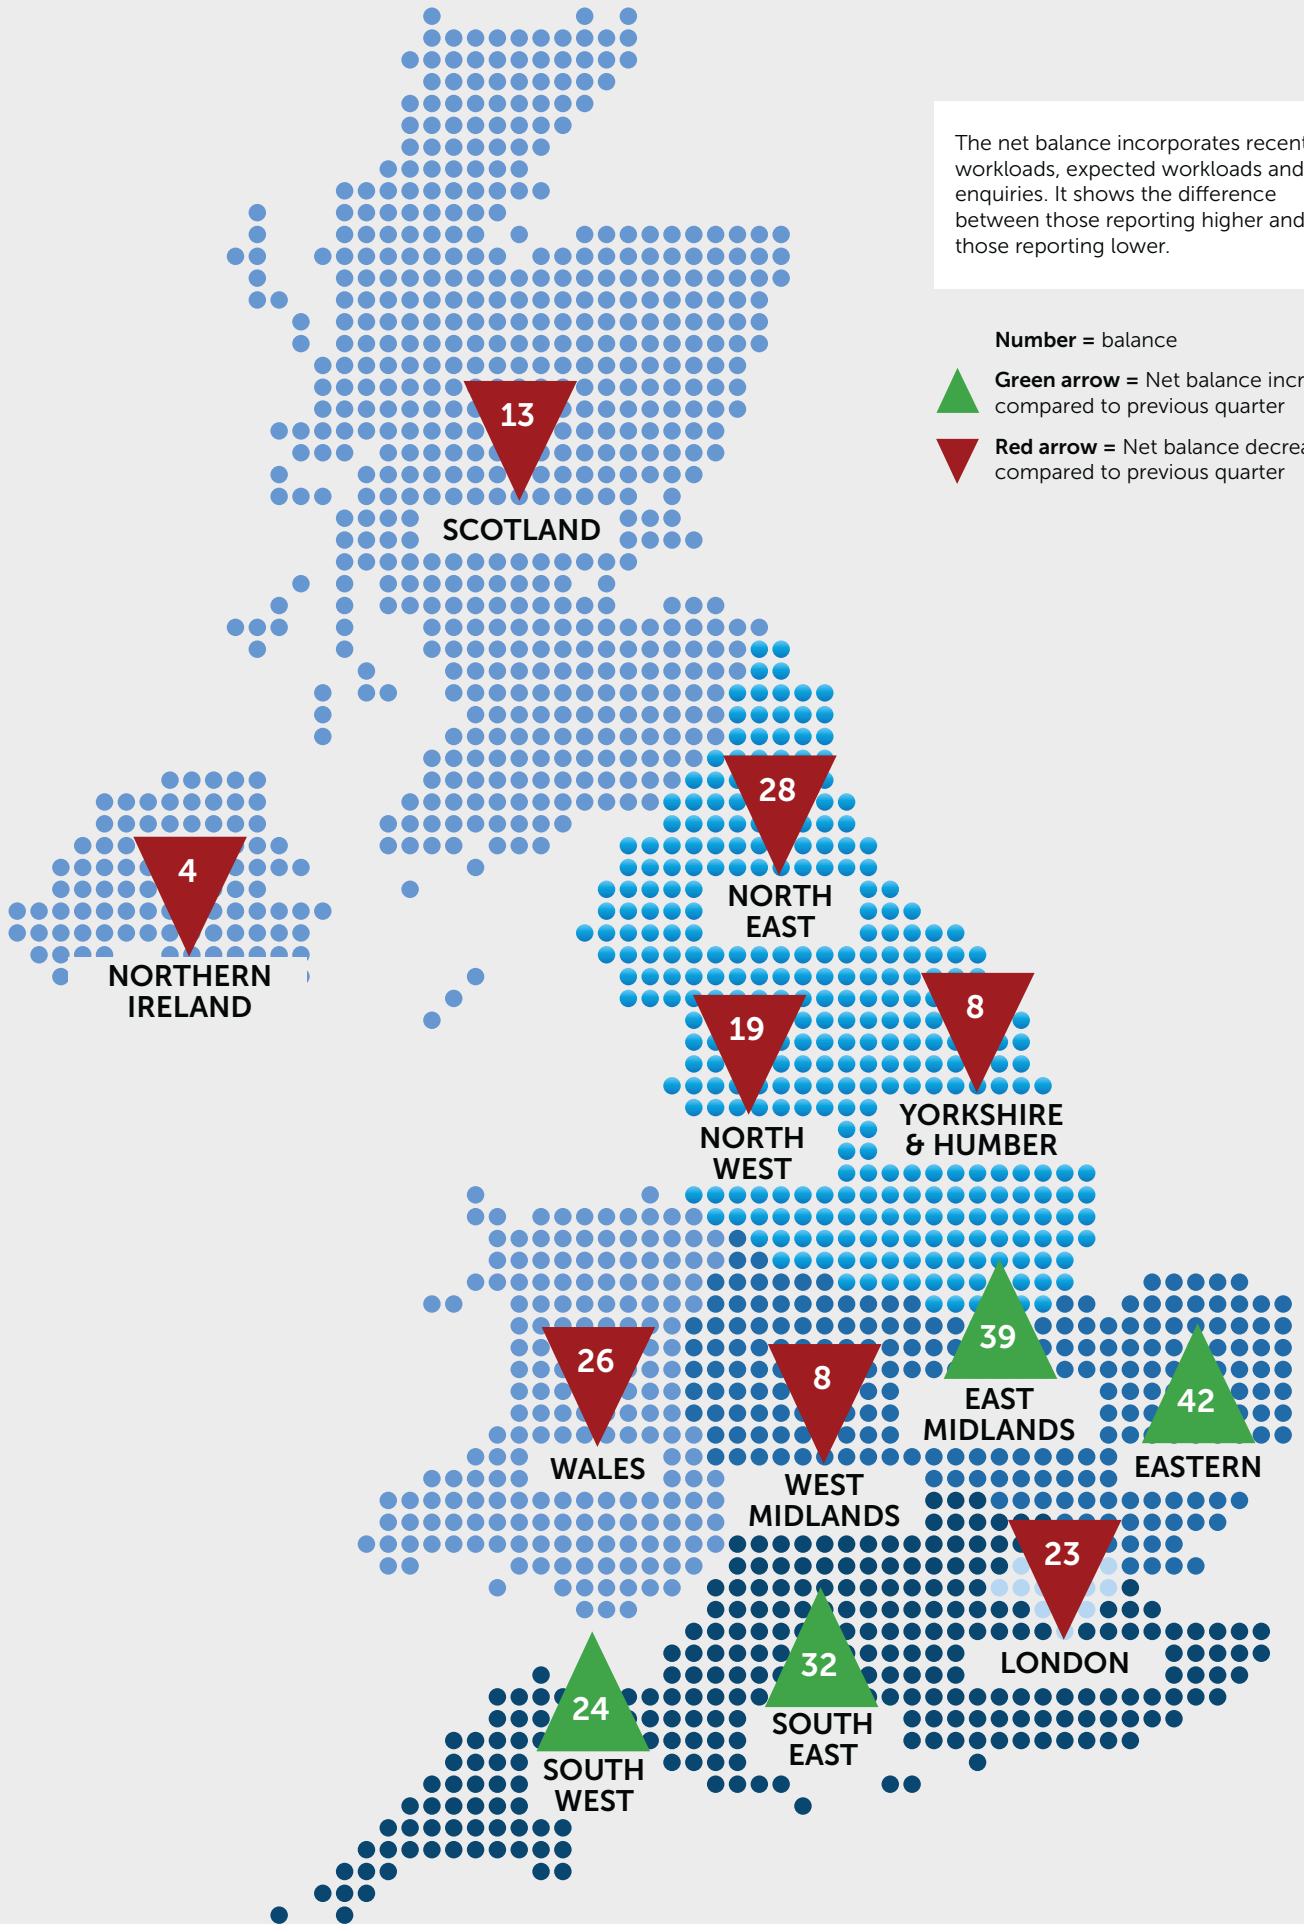 The net balance incorporates recent
workloads, expected workloads and
enquiries. It shows the difference
between those reporting higher and
those reporting lower.
Number = balance
Green arrow = Net balance
compared to previous quarter
Red arrow = Net balance
compared to previous quarter
13
SCOTLAND
28
NORTH
EAST
4
NORTHERN
IRELAND
19
NORTH
WEST
8
YORKSHIRE
& HUMBER
39
EAST
MIDLANDS
42
EASTERN
26
WALES
8
WEST
MIDLANDS
23
LONDON
32
SOUTH
EAST
24
SOUTH
WEST